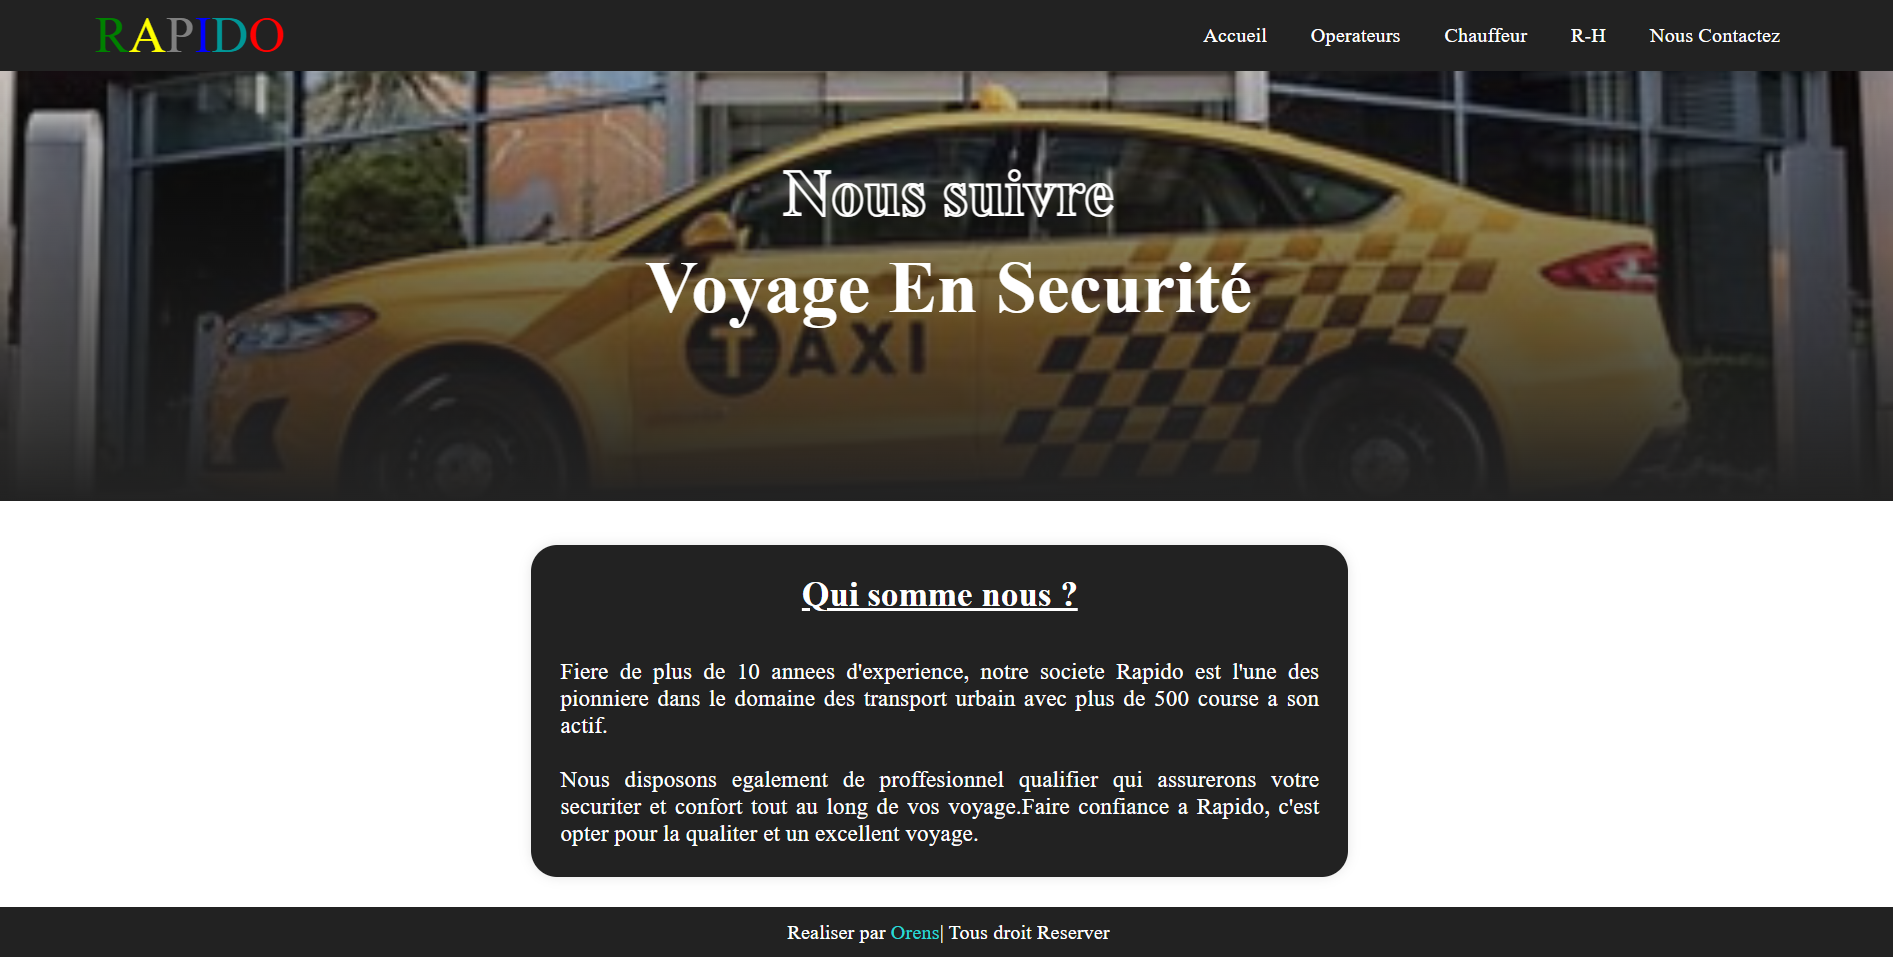 RAPIDO
Accueil
Operateurs
Chauffeur
R-H
Nous Contactez
Nous suivre
Voyage En Securité
TAXI
Qui somme nous ?
Fiere de plus de 10 annees d'experience, notre societe Rapido est l'une des
pionniere dans le domaine des transport urbain avec plus de 500 course a son
actif.
Nous disposons egalement de proffesionnel qualifier qui assurerons votre
securiter et confort tout au long de vos voyage.Faire confiance a Rapido, c'est
opter pour la qualiter et un excellent voyage.
Realiser par Orens| Tous droit Reserver